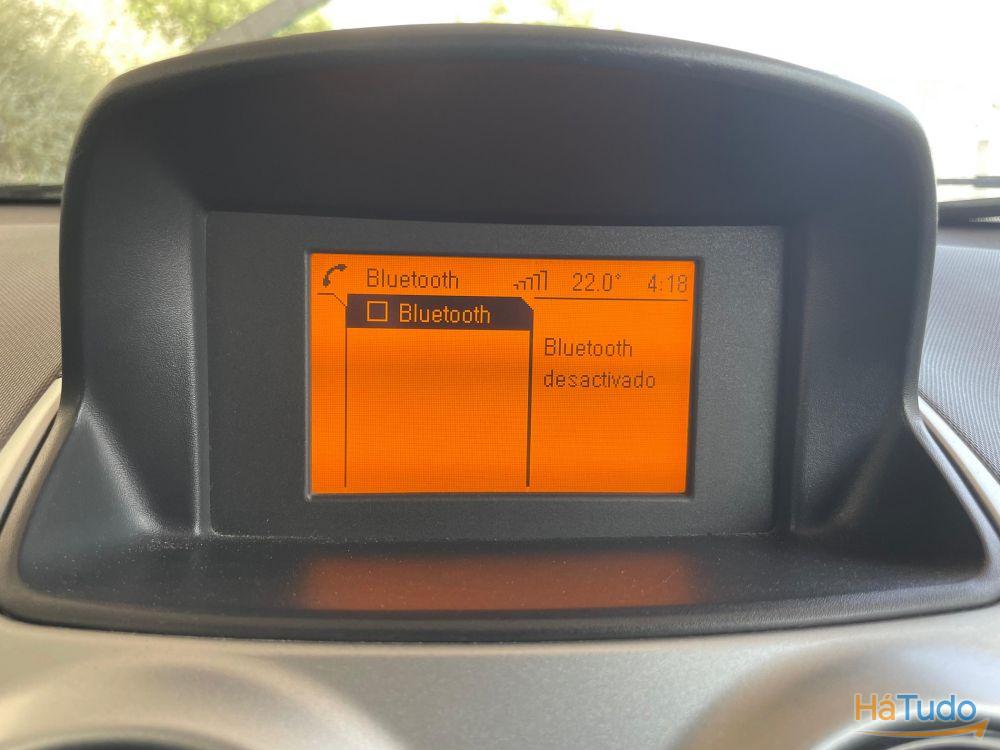 Bluetooth 22.0° 4:18
Bluetooth
Bluetooth
desactivado
HáTudo